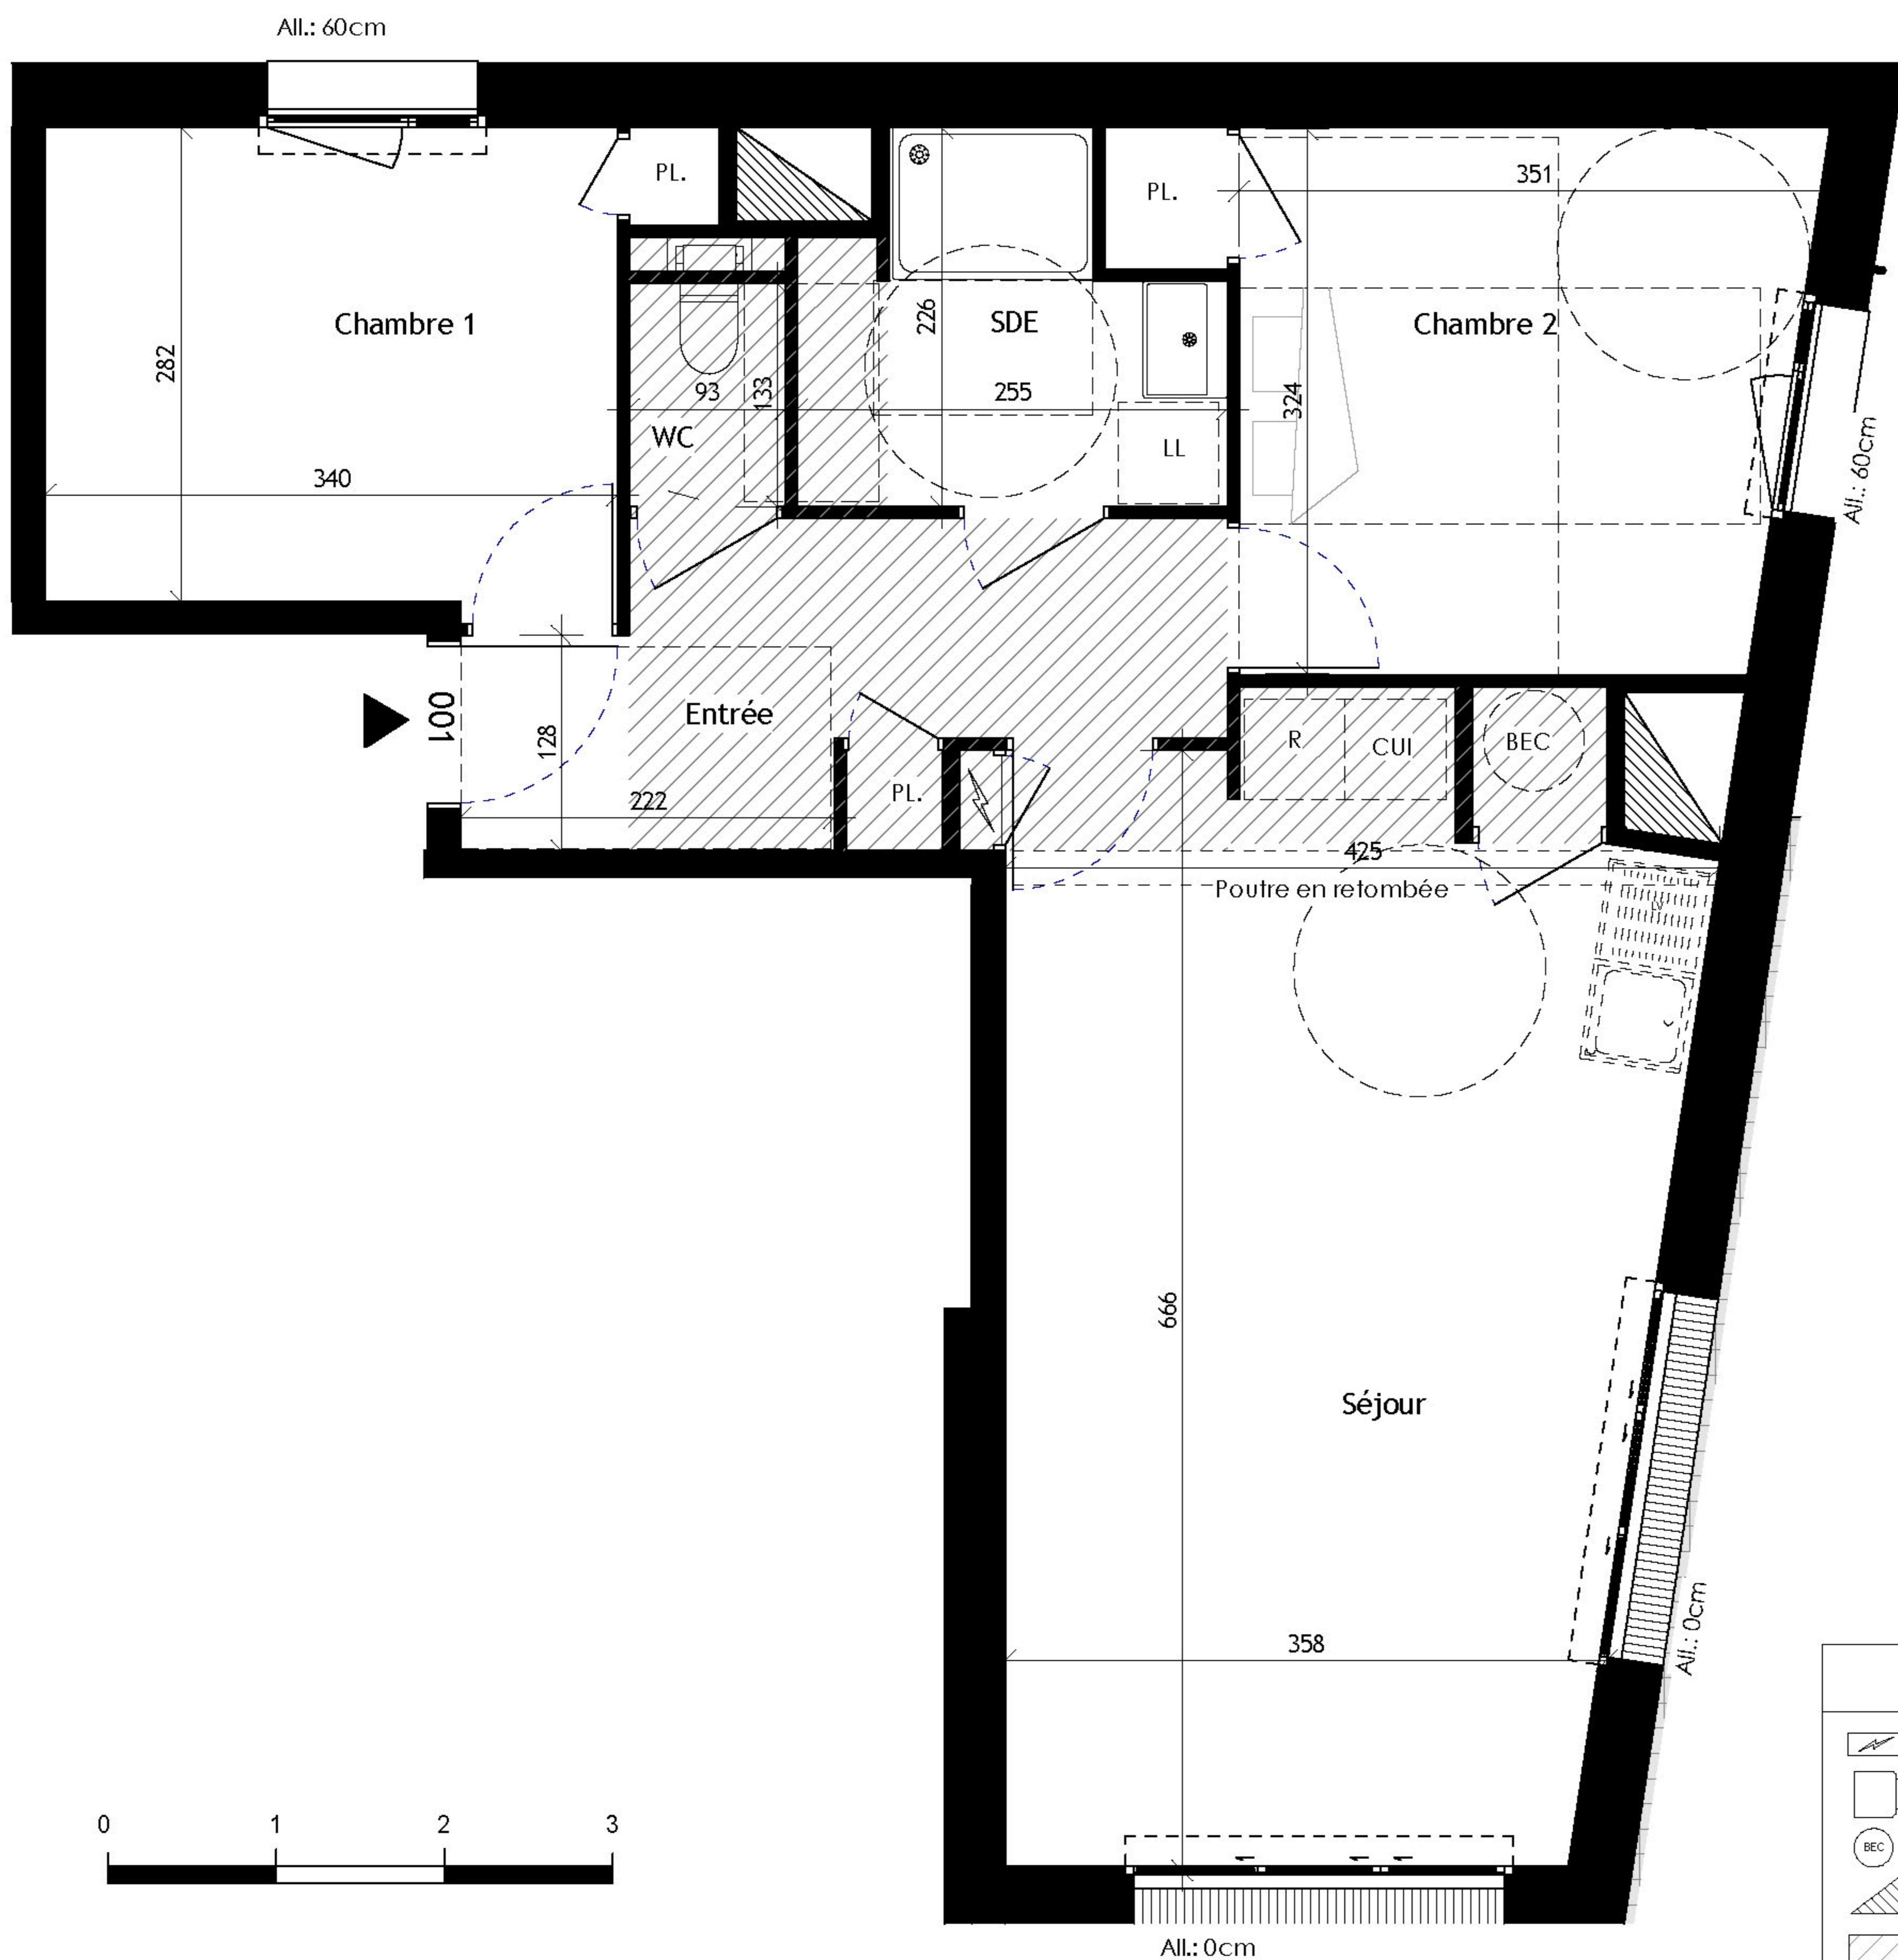 All.: 60cm
PL.
PL.
351
Chambre 1
226
SDE
Chambre 2
282
93
133
255
324
WC
LL
All.: 60cm
340
001
Entrée
128
R
CUI
BEC
222
PL.
425
Poutre en retombée
LV
666
Séjour
358
All.: 0cm
0 1 2 3
BEC
All.: 0cm